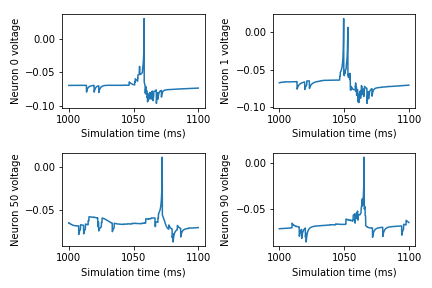 Neuron 0 voltage
0.00
−0.05
−0.10
1000 1050 1100
Simulation time (ms)
Neuron 1 voltage
0.00
−0.05
−0.10
1000 1050 1100
Simulation time (ms)
Neuron 50 voltage
0.00
−0.05
1000 1050 1100
Simulation time (ms)
Neuron 90 voltage
0.00
−0.05
1000 1050 1100
Simulation time (ms)